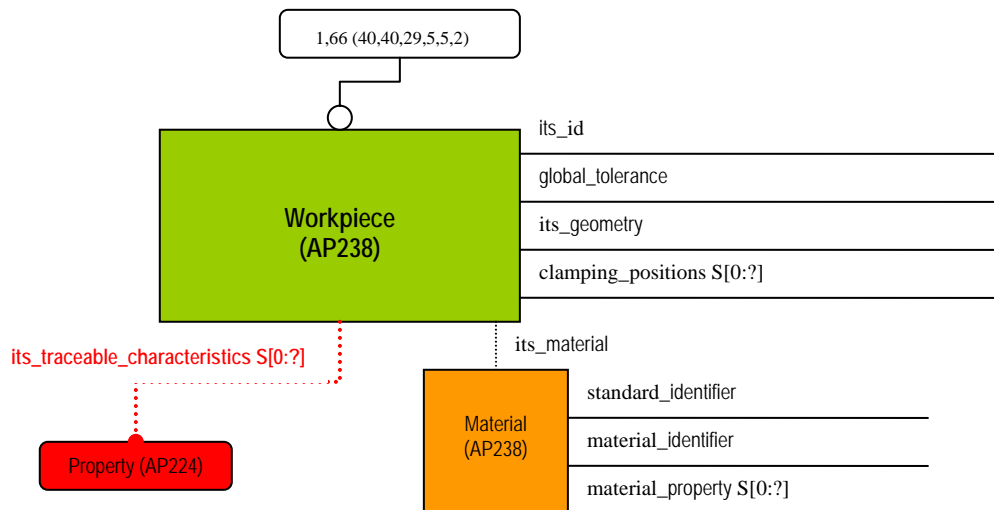 1,66 (40,40,29,5,5,2)
its_id
global_tolerance
Workpiece
(AP238)
its_geometry
clamping_positions S[0:?]
its_traceable_characteristics S[0:?]
its_material
standard_identifier
Material
(AP238)
material_identifier
Property (AP224)
material_property S[0:?]